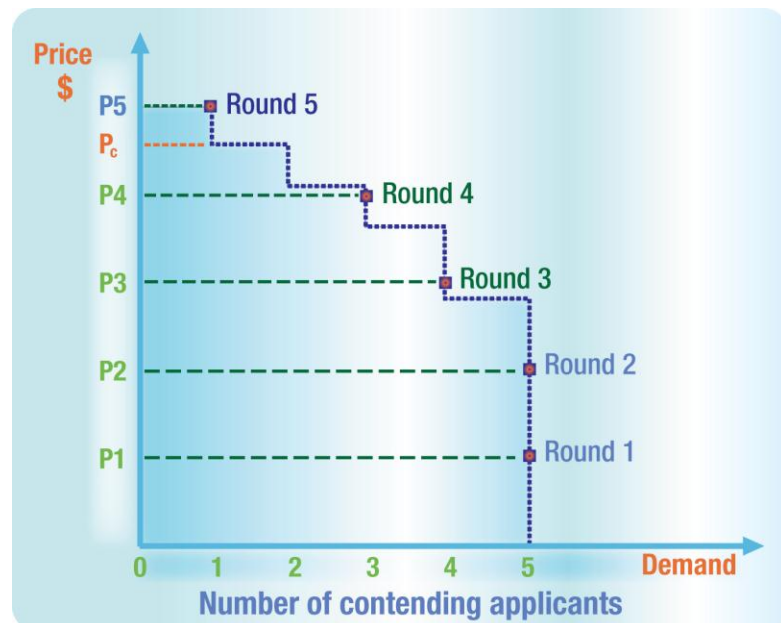 Price
$
P5
Round 5
Pc
P4
Round 4
P3
Round 3
P2
Round 2
P1
Round 1
0 1 2 3 4 5 Demand
Number of contending applicants